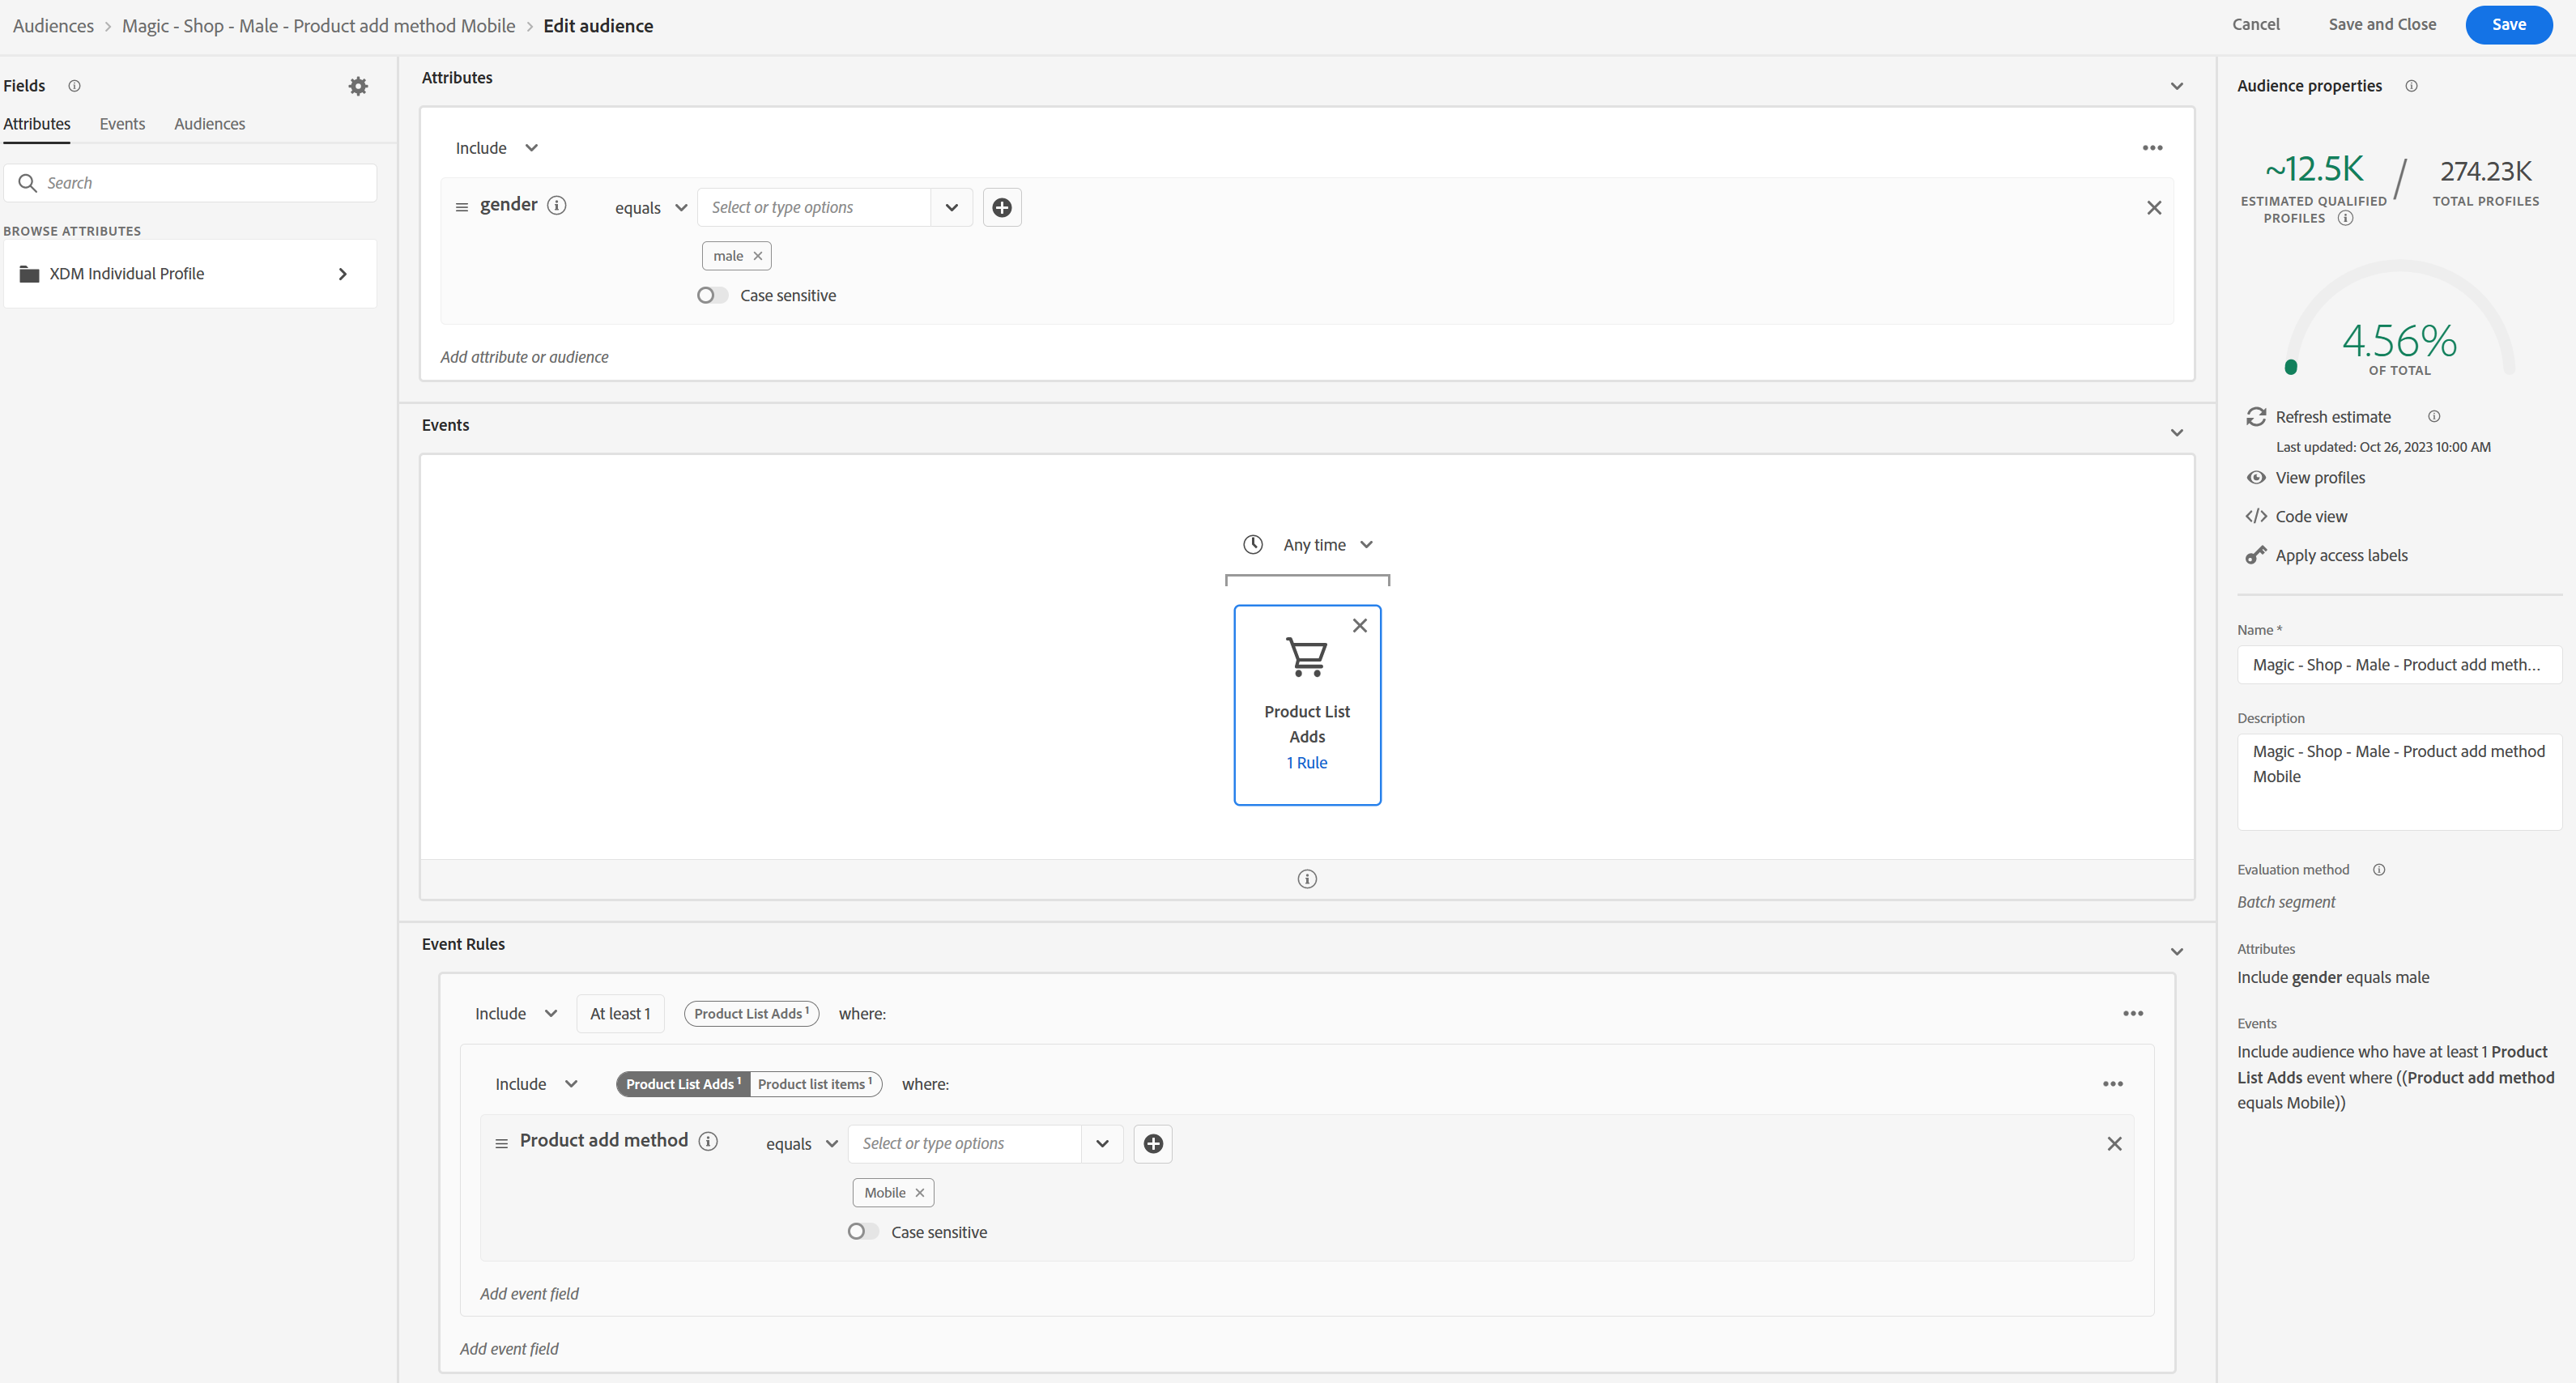 Audiences > Magic - Shop - Male - Product add method Mobile > Edit audience
Cancel
Save and Close
Save
Fields
Attributes
Events
Audiences
Search
BROWSE ATTRIBUTES
XDM Individual Profile
Attributes
Include
gender
equals
Select or type options
male
Case sensitive
Add attribute or audience
Events
Any time
Product List
Adds
1 Rule
Event Rules
Include
At least 1
Product List Adds 1
where:
Include
Product List Adds 1
Product list items 1
where:
Product add method
equals
Select or type options
Mobile
Case sensitive
Add event field
Add event field
Audience properties
~12.5K
ESTIMATED QUALIFIED
PROFILES
/
274.23K
TOTAL PROFILES
4.56%
OF TOTAL
Refresh estimate
Last updated: Oct 26, 2023 10:00 AM
View profiles
Code view
Apply access labels
Name *
Magic - Shop - Male - Product add meth...
Description
Magic - Shop - Male - Product add method
Mobile
Evaluation method
Batch segment
Attributes
Include gender equals male
Events
Include audience who have at least 1 Product
List Adds event where ((Product add method
equals Mobile))